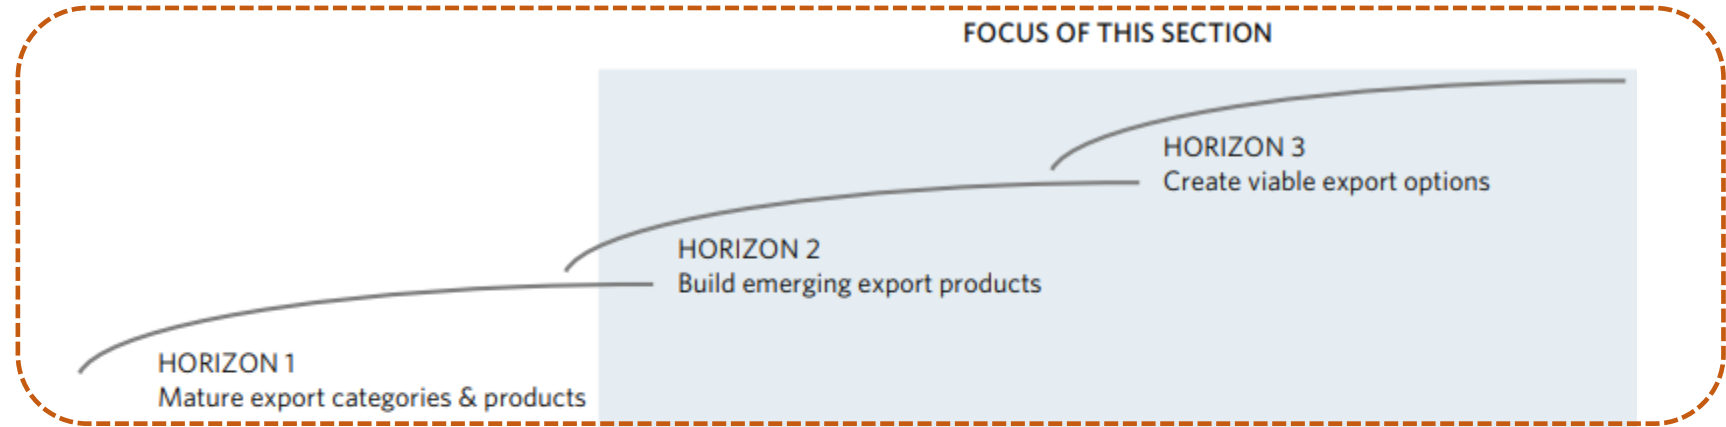 FOCUS OF THIS SECTION
HORIZON 3
Create viable export options
HORIZON 2
Build emerging export products
HORIZON 1
Mature export categories & products